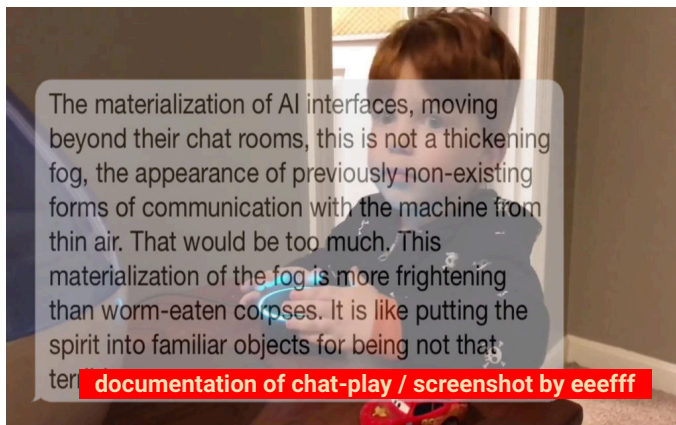 The materialization of AI interfaces, moving
beyond their chat rooms, this is not a thickening
fog, the appearance of previously non-existing
forms of communication with the machine from
thin air. That would be too much. This
materialization of the fog is more frightening
than worm-eaten corpses. It is like putting the
spirit into familiar objects for being not that
documentation of chat-play / screenshot by eeefff